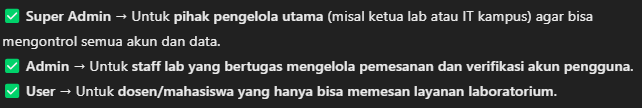 ✅ Super Admin → Untuk pihak pengelola utama (misal ketua lab atau IT kampus) agar bisa
mengontrol semua akun dan data.
✅ Admin → Untuk staff lab yang bertugas mengelola pemesanan dan verifikasi akun pengguna.
✅ User → Untuk dosen/mahasiswa yang hanya bisa memesan layanan laboratorium.